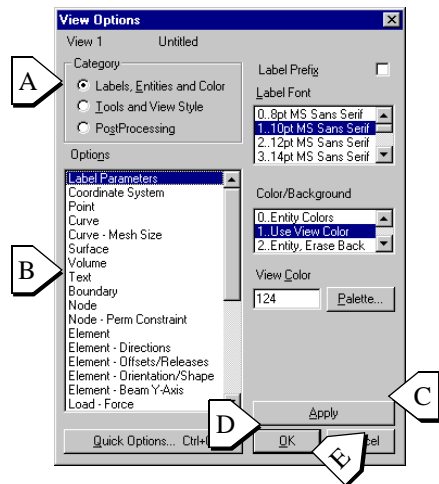 View Options
View 1 Untitled
Category
Labels, Entities and Color
Tools and View Style
PostProcessing
Label Prefix
Label Font
0..8pt MS Sans Serif
1..10pt MS Sans Serif
2..12pt MS Sans Serif
3..14pt MS Sans Serif
Options
Label Parameters
Coordinate System
Point
Curve
Curve - Mesh Size
Surface
Volume
Text
Boundary
Node
Node - Perm Constraint
Element
Element - Directions
Element - Offsets/Releases
Element - Orientation/Shape
Element - Beam Y-Axis
Load - Force
Color/Background
0..Entity Colors
1..Use View Color
2..Entity, Erase Back
View Color
124 Palette...
Apply
Quick Options... OK
A
B
C
D
E